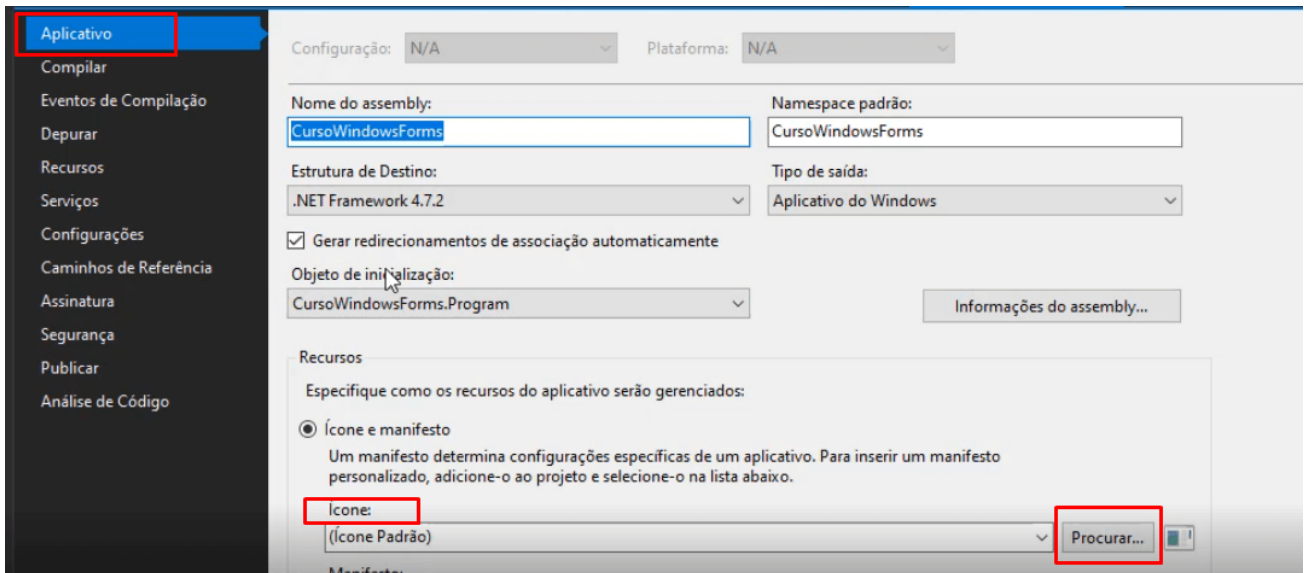 Aplicativo
Compilar
Eventos de Compilação
Depurar
Recursos
Serviços
Configurações
Caminhos de Referência
Assinatura
Segurança
Publicar
Análise de Código
Configuração: N/A Plataforma: N/A
Nome do assembly: Namespace padrão:
CursoWindowsForms CursoWindowsForms
Estrutura de Destino: Tipo de saída:
.NET Framework 4.7.2 Aplicativo do Windows
Gerar redirecionamentos de associação automaticamente
Objeto de inicialização:
CursoWindowsForms.Program Informações do assembly...
Recursos
Especifique como os recursos do aplicativo serão gerenciados:
Ícone e manifesto
Um manifesto determina configurações específicas de um aplicativo. Para inserir um manifesto
personalizado, adicione-o ao projeto e selecione-o na lista abaixo.
Ícone:
(Ícone Padrão) Procurar...
Manifesto: